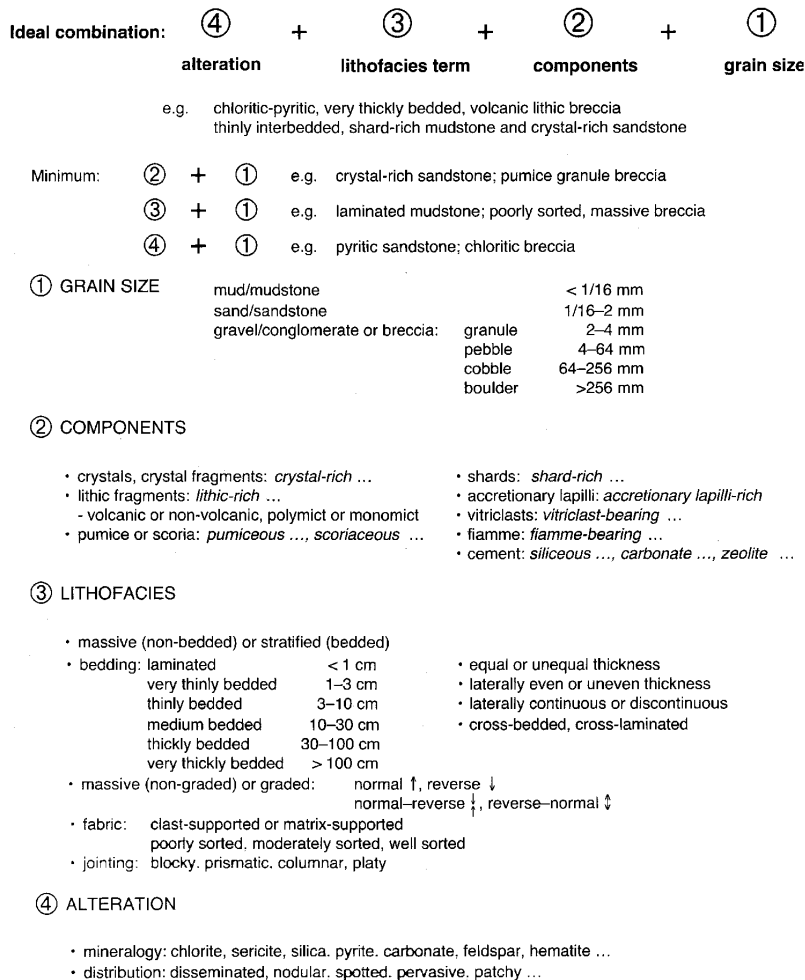 Ideal combination: ④ + ③ + ② + ①
alteration lithofacies term components grain size
e.g. chloritic-pyritic, very thickly bedded, volcanic lithic breccia
thinly interbedded, shard-rich mudstone and crystal-rich sandstone
Minimum: ② + ① e.g. crystal-rich sandstone; pumice granule breccia
③ + ① e.g. laminated mudstone; poorly sorted, massive breccia
④ + ① e.g. pyritic sandstone; chloritic breccia
① GRAIN SIZE mud/mudstone < 1/16 mm
sand/sandstone 1/16–2 mm
gravel/conglomerate or breccia: granule 2–4 mm
pebble 4–64 mm
cobble 64–256 mm
boulder >256 mm
② COMPONENTS
• crystals, crystal fragments: crystal-rich ... • shards: shard-rich ...
• lithic fragments: lithic-rich ... • accretionary lapilli: accretionary lapilli-rich
- volcanic or non-volcanic, polymict or monomict • vitriclasts: vitriclast-bearing ...
• pumice or scoria: pumiceous ..., scoriaceous ... • fiamme: fiamme-bearing ...
• cement: siliceous ..., carbonate ..., zeolite ...
③ LITHOFACIES
• massive (non-bedded) or stratified (bedded)
• bedding: laminated < 1 cm • equal or unequal thickness
very thinly bedded 1–3 cm • laterally even or uneven thickness
thinly bedded 3–10 cm • laterally continuous or discontinuous
medium bedded 10–30 cm • cross-bedded, cross-laminated
thickly bedded 30–100 cm
very thickly bedded > 100 cm
• massive (non-graded) or graded: normal ↑, reverse ↓
normal–reverse ↓↑, reverse–normal ↕
• fabric: clast-supported or matrix-supported
poorly sorted. moderately sorted, well sorted
• jointing: blocky. prismatic. columnar, platy
④ ALTERATION
• mineralogy: chlorite, sericite, silica. pyrite. carbonate, feldspar, hematite ...
• distribution: disseminated, nodular. spotted. pervasive. patchy ...